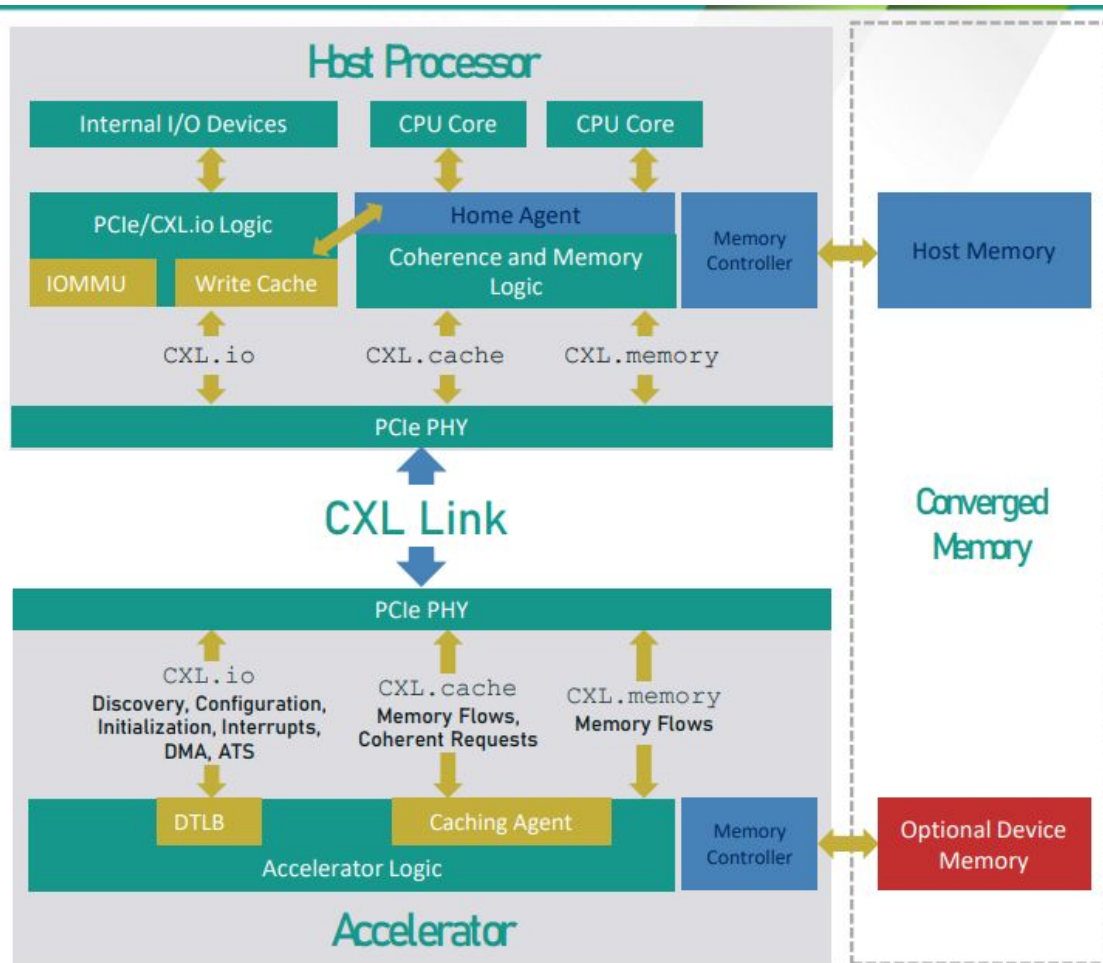 Host Processor
Internal I/O Devices
CPU Core
CPU Core
PCIe/CXL.io Logic
IOMMU
Write Cache
Home Agent
Coherence and Memory
Logic
Memory
Controller
Host Memory
CXL.io
CXL.cache
CXL.memory
PCIe PHY
CXL Link
Converged
Memory
PCIe PHY
CXL.io
Discovery, Configuration,
Initialization, Interrupts,
DMA, ATS
CXL.cache
Memory Flows,
Coherent Requests
CXL.memory
Memory Flows
DTLB
Caching Agent
Accelerator Logic
Memory
Controller
Optional Device
Memory
Accelerator